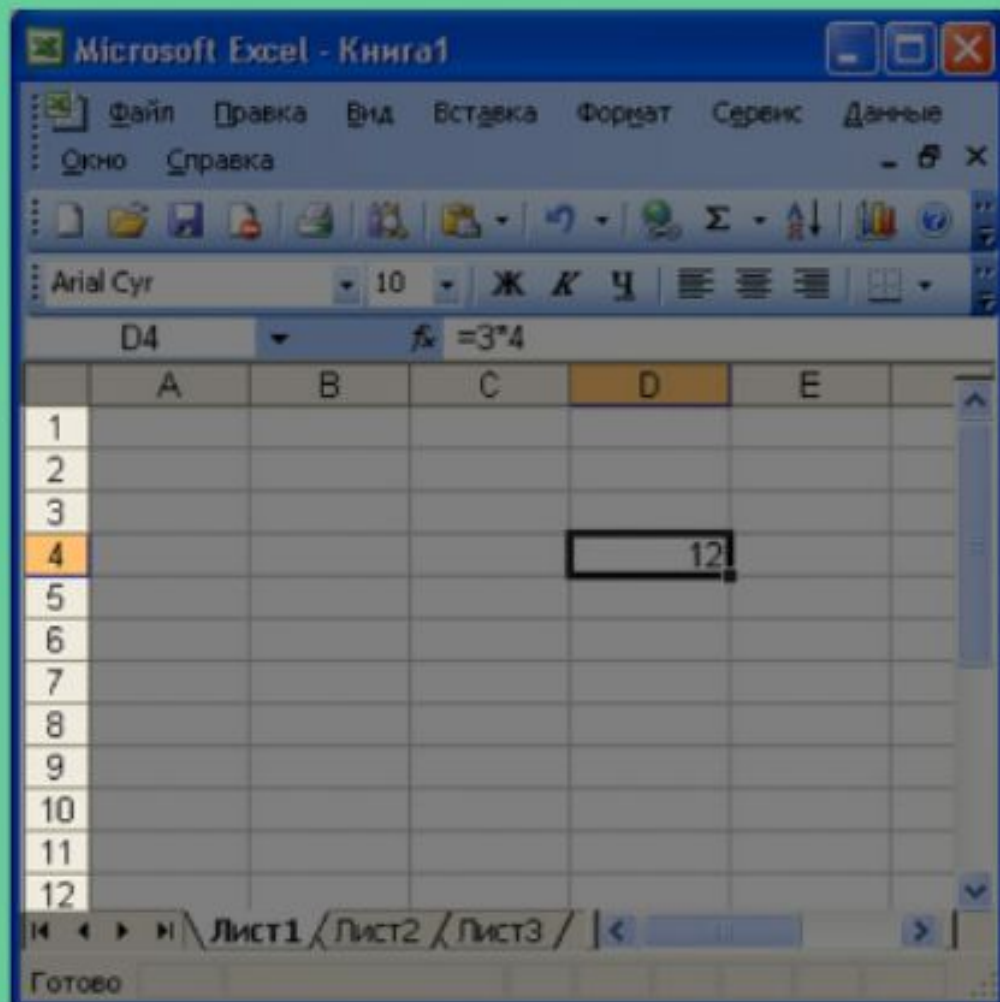 Microsoft Excel - Книга1
Файл Правка Вид Вставка Формат Сервис Данные
Окно Справка
Arial Cyr 10 Ж К Ч
D4 fx =3*4
A B C D E
1
2
3
4 12
5
6
7
8
9
10
11
12
Лист1 Лист2 Лист3
Готово